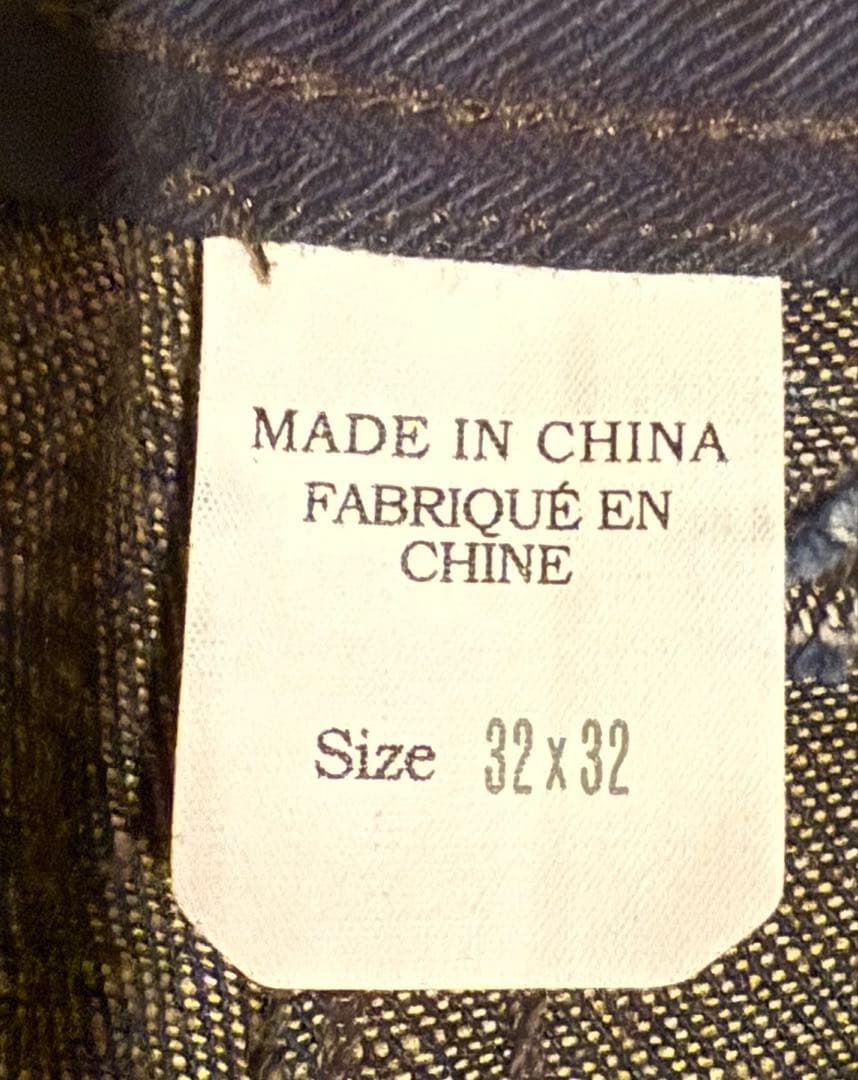 MADE IN CHINA
FABRIQUÉ EN
CHINE
Size 32x32